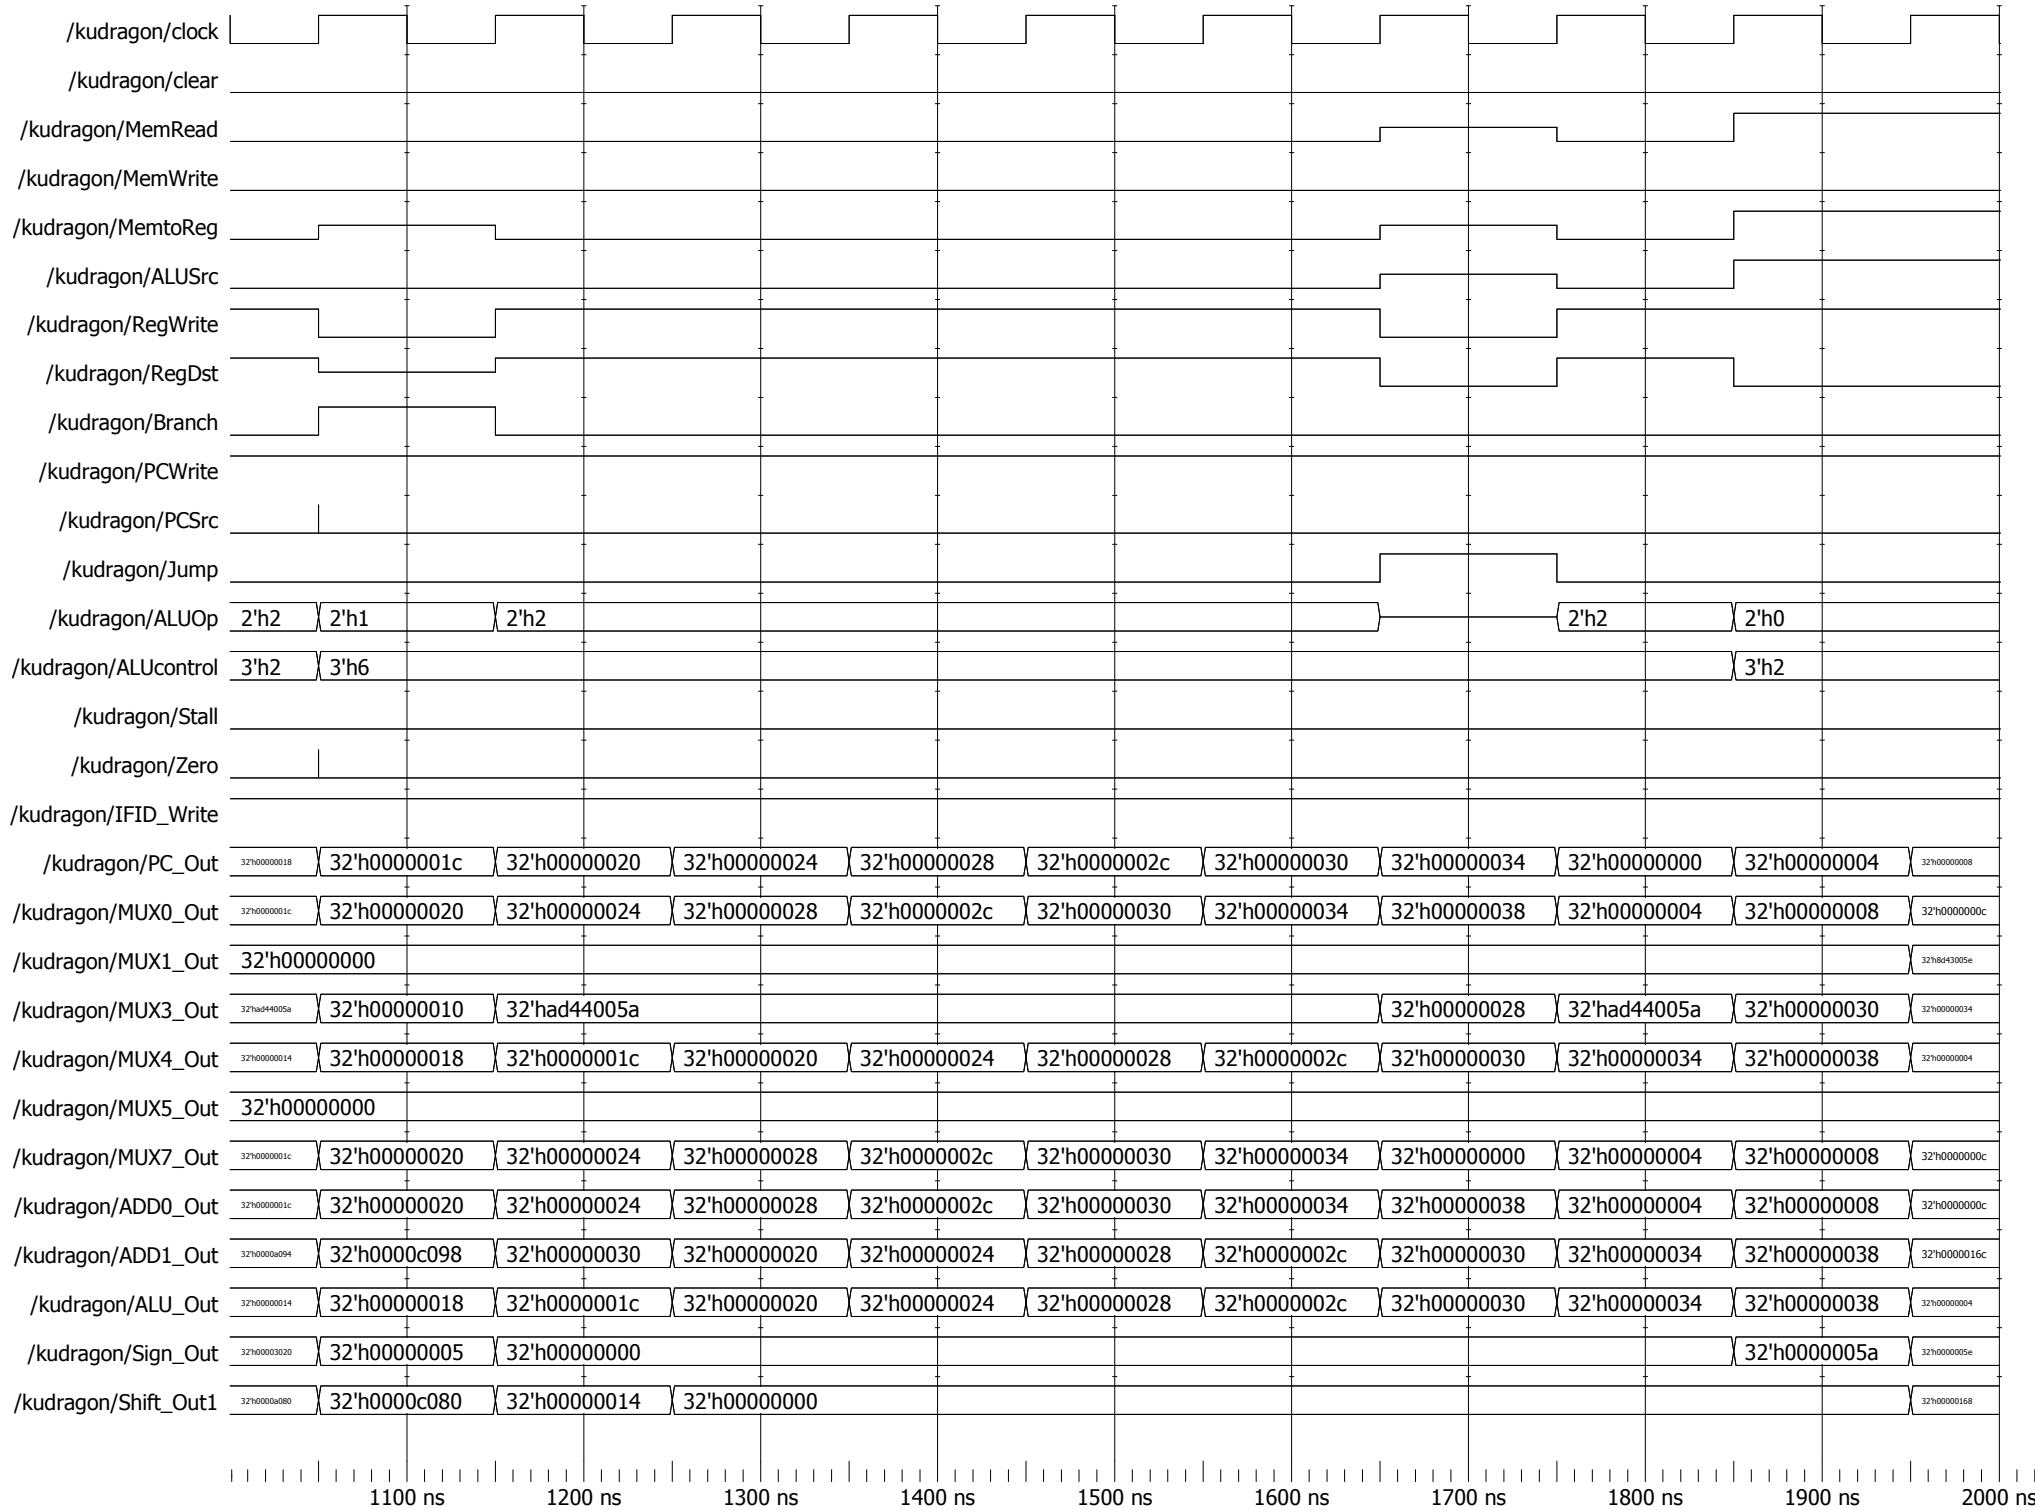 /kudragon/clock
/kudragon/clear
/kudragon/MemRead
/kudragon/MemWrite
/kudragon/MemtoReg
/kudragon/ALUSrc
/kudragon/RegWrite
/kudragon/RegDst
/kudragon/Branch
/kudragon/PCWrite
/kudragon/PCSrc
/kudragon/Jump
/kudragon/ALUOp 2'h2 2'h1 2'h2 2'h2 2'h0
/kudragon/ALUcontrol 3'h2 3'h6 3'h2
/kudragon/Stall
/kudragon/Zero
/kudragon/IFID_Write
/kudragon/PC_Out 32'h00000018 32'h0000001c 32'h00000020 32'h00000024 32'h00000028 32'h0000002c 32'h00000030 32'h00000034 32'h00000000 32'h00000004 32'h00000008
/kudragon/MUX0_Out 32'h0000001c 32'h00000020 32'h00000024 32'h00000028 32'h0000002c 32'h00000030 32'h00000034 32'h00000038 32'h00000004 32'h00000008 32'h0000000c
/kudragon/MUX1_Out 32'h00000000 32'h8d43005e
/kudragon/MUX3_Out 32'had44005a 32'h00000010 32'had44005a 32'h00000028 32'had44005a 32'h00000030 32'h00000034
/kudragon/MUX4_Out 32'h00000014 32'h00000018 32'h0000001c 32'h00000020 32'h00000024 32'h00000028 32'h0000002c 32'h00000030 32'h00000034 32'h00000038 32'h00000004
/kudragon/MUX5_Out 32'h00000000
/kudragon/MUX7_Out 32'h0000001c 32'h00000020 32'h00000024 32'h00000028 32'h0000002c 32'h00000030 32'h00000034 32'h00000000 32'h00000004 32'h00000008 32'h0000000c
/kudragon/ADD0_Out 32'h0000001c 32'h00000020 32'h00000024 32'h00000028 32'h0000002c 32'h00000030 32'h00000034 32'h00000038 32'h00000004 32'h00000008 32'h0000000c
/kudragon/ADD1_Out 32'h0000a094 32'h0000c098 32'h00000030 32'h00000020 32'h00000024 32'h00000028 32'h0000002c 32'h00000030 32'h00000034 32'h00000038 32'h0000016c
/kudragon/ALU_Out 32'h00000014 32'h00000018 32'h0000001c 32'h00000020 32'h00000024 32'h00000028 32'h0000002c 32'h00000030 32'h00000034 32'h00000038 32'h00000004
/kudragon/Sign_Out 32'h00003020 32'h00000005 32'h00000000 32'h0000005a 32'h0000005e
/kudragon/Shift_Out1 32'h0000a080 32'h0000c080 32'h00000014 32'h00000000 32'h00000168
1100 ns 1200 ns 1300 ns 1400 ns 1500 ns 1600 ns 1700 ns 1800 ns 1900 ns 2000 ns